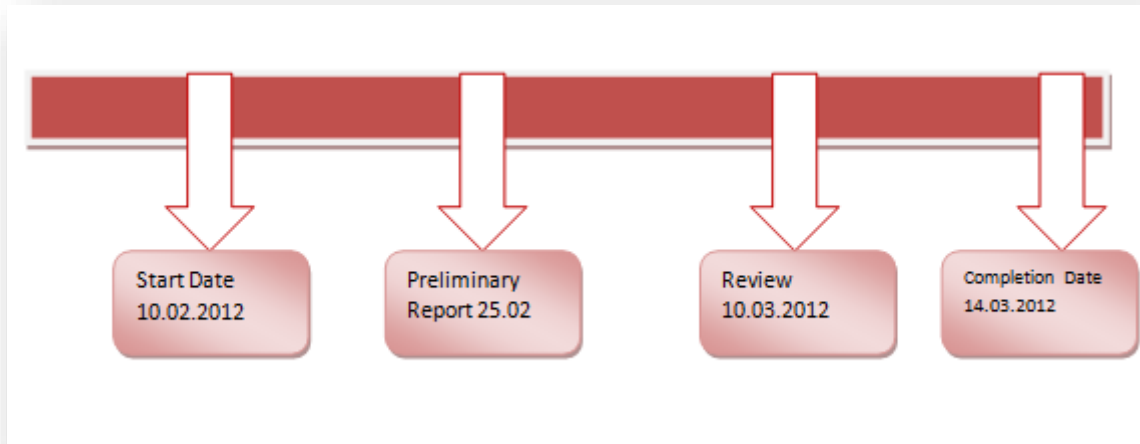 Start Date
10.02.2012
Preliminary
Report 25.02
Review
10.03.2012
Completion Date
14.03.2012